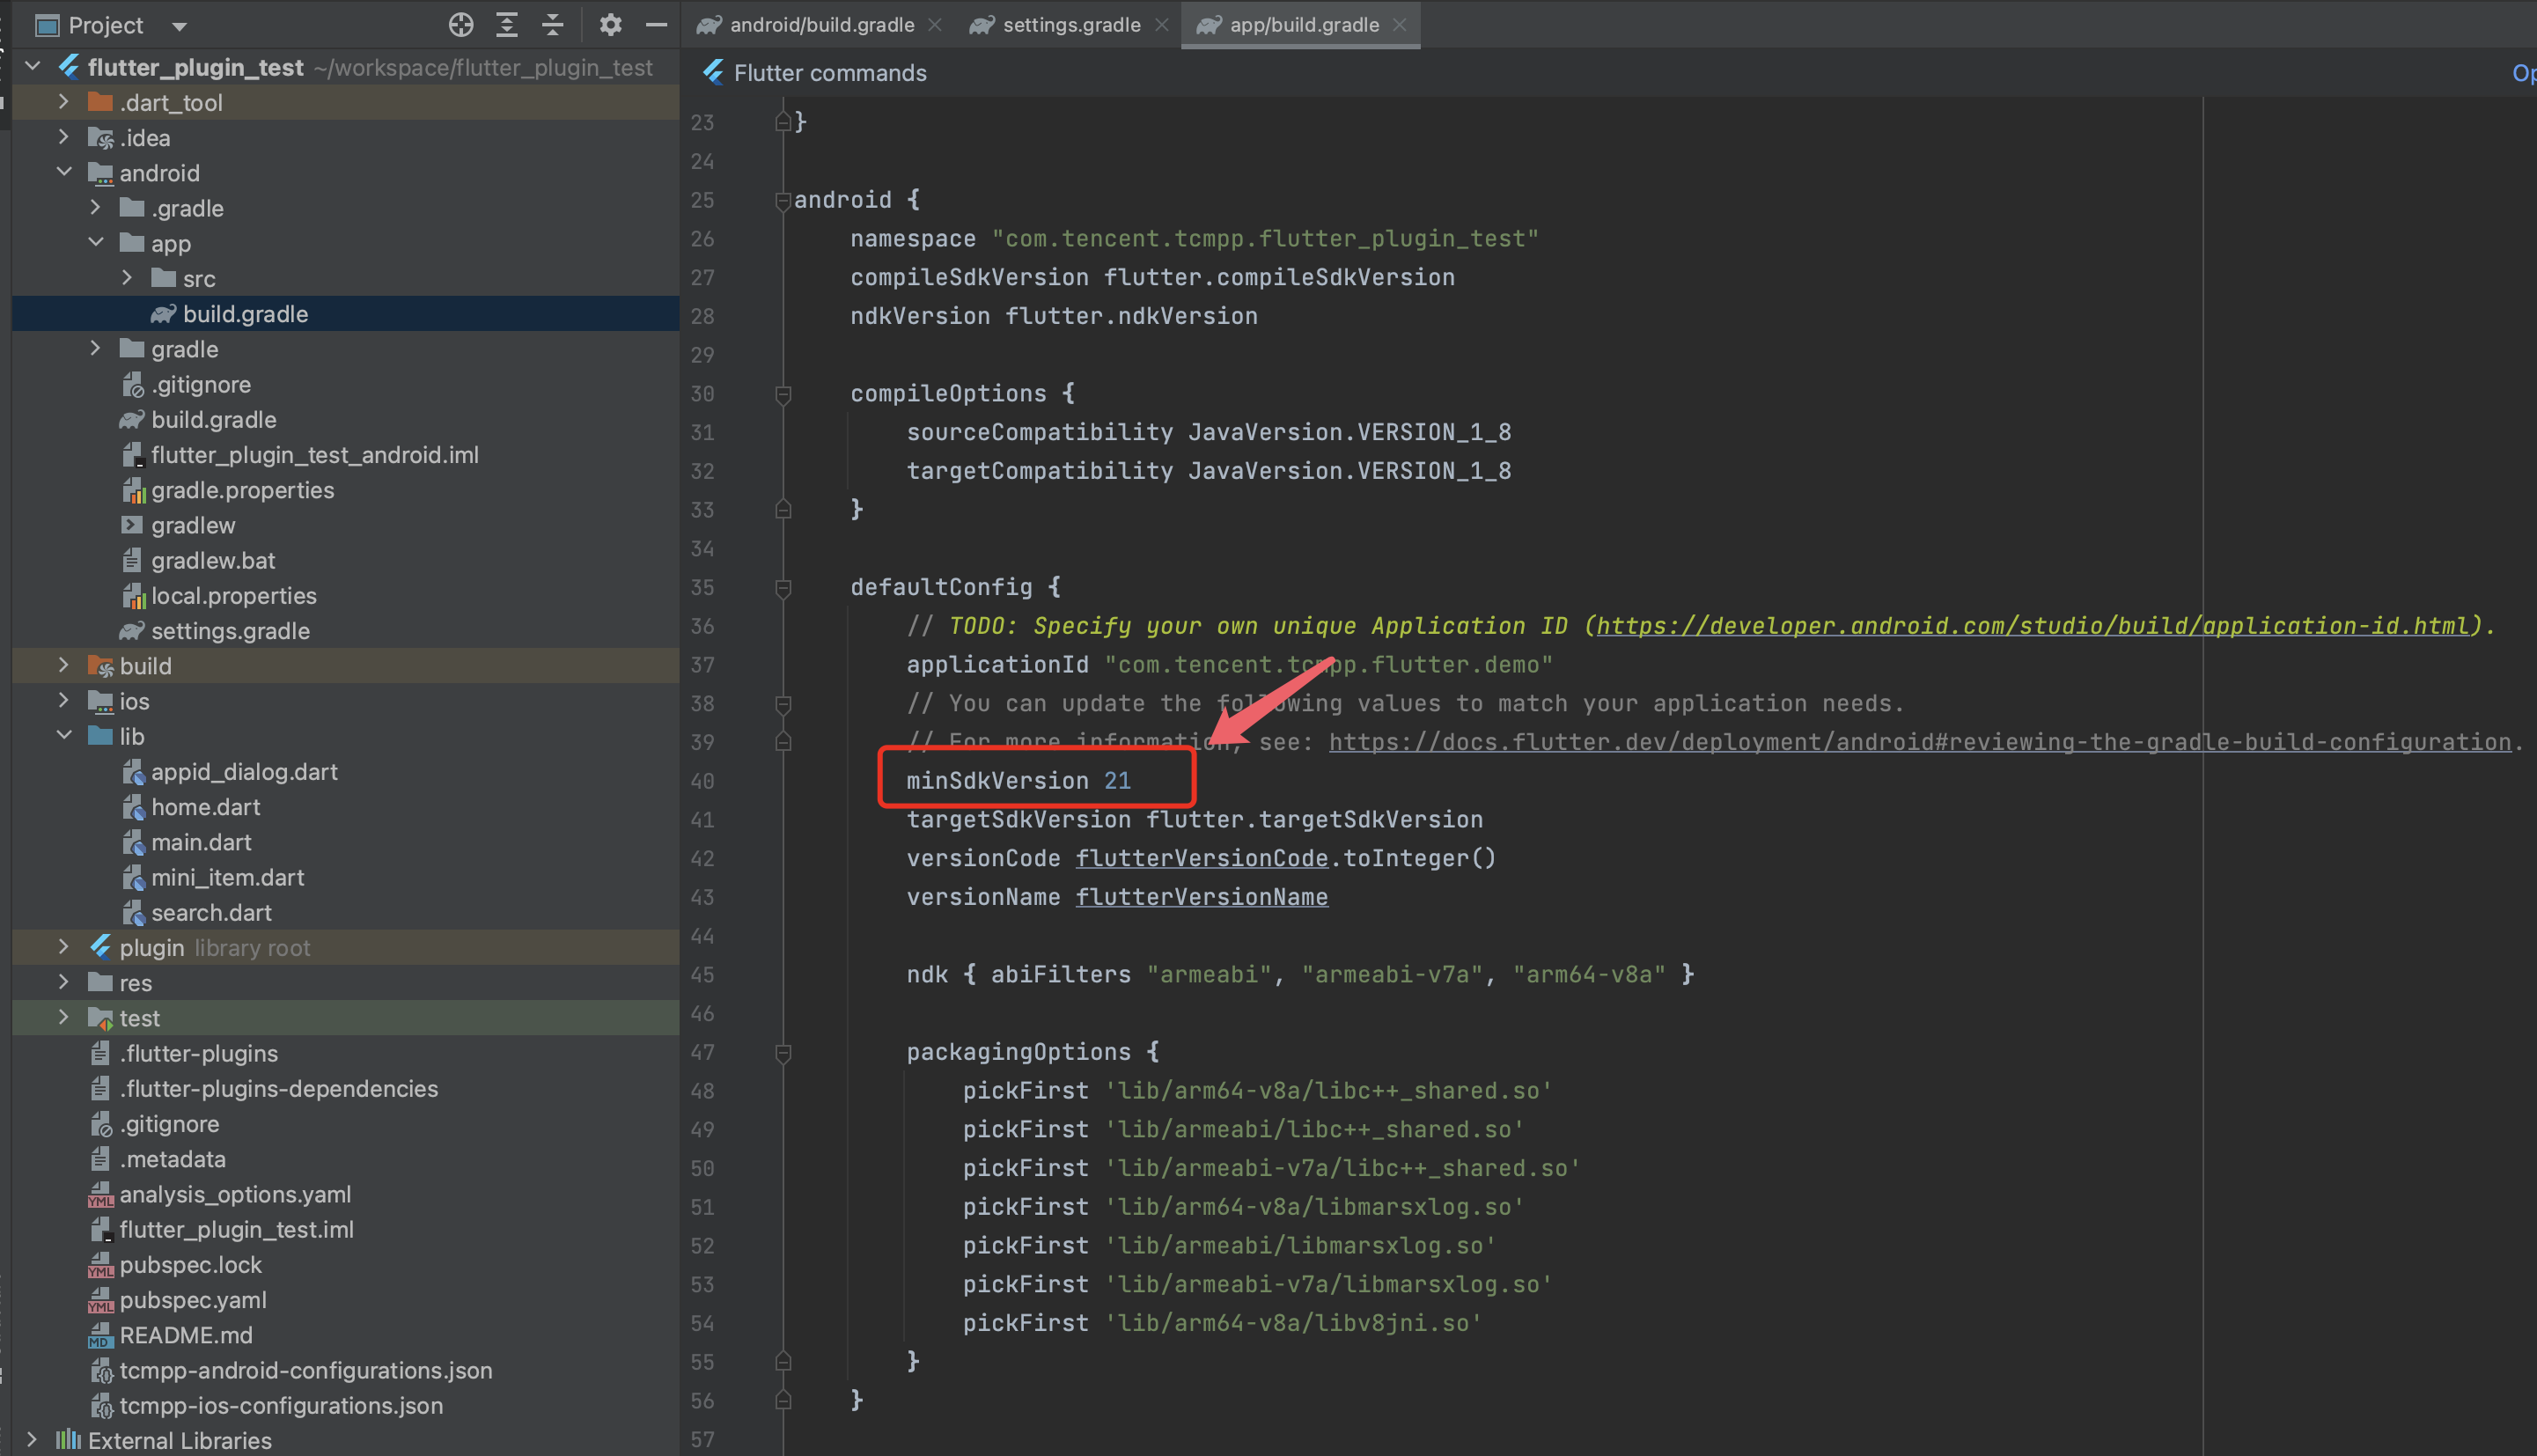 Project
flutter_plugin_test ~/workspace/flutter_plugin_test
.dart_tool
.idea
android
.gradle
app
src
build.gradle
gradle
.gitignore
build.gradle
flutter_plugin_test_android.iml
gradle.properties
gradlew
gradlew.bat
local.properties
settings.gradle
build
ios
lib
appid_dialog.dart
home.dart
main.dart
mini_item.dart
search.dart
plugin library root
res
test
.flutter-plugins
.flutter-plugins-dependencies
.gitignore
.metadata
analysis_options.yaml
flutter_plugin_test.iml
pubspec.lock
pubspec.yaml
README.md
tcmpp-android-configurations.json
tcmpp-ios-configurations.json
External Libraries
android/build.gradle
settings.gradle
app/build.gradle
Flutter commands
Op
23 }
24
25 android {
26 namespace "com.tencent.tcmpp.flutter_plugin_test"
27 compileSdkVersion flutter.compileSdkVersion
28 ndkVersion flutter.ndkVersion
29
30 compileOptions {
31 sourceCompatibility JavaVersion.VERSION_1_8
32 targetCompatibility JavaVersion.VERSION_1_8
33 }
34
35 defaultConfig {
36 // TODO: Specify your own unique Application ID (https://developer.android.com/studio/build/application-id.html).
37 applicationId "com.tencent.tcmpp.flutter.demo"
38 // You can update the following values to match your application needs.
39 // For more information, see: https://docs.flutter.dev/deployment/android#reviewing-the-gradle-build-configuration.
40 minSdkVersion 21
41 targetSdkVersion flutter.targetSdkVersion
42 versionCode flutterVersionCode.toInteger()
43 versionName flutterVersionName
44
45 ndk { abiFilters "armeabi", "armeabi-v7a", "arm64-v8a" }
46
47 packagingOptions {
48 pickFirst 'lib/arm64-v8a/libc++_shared.so'
49 pickFirst 'lib/armeabi/libc++_shared.so'
50 pickFirst 'lib/armeabi-v7a/libc++_shared.so'
51 pickFirst 'lib/arm64-v8a/libmarsxlog.so'
52 pickFirst 'lib/armeabi/libmarsxlog.so'
53 pickFirst 'lib/armeabi-v7a/libmarsxlog.so'
54 pickFirst 'lib/arm64-v8a/libv8jni.so'
55 }
56 }
57